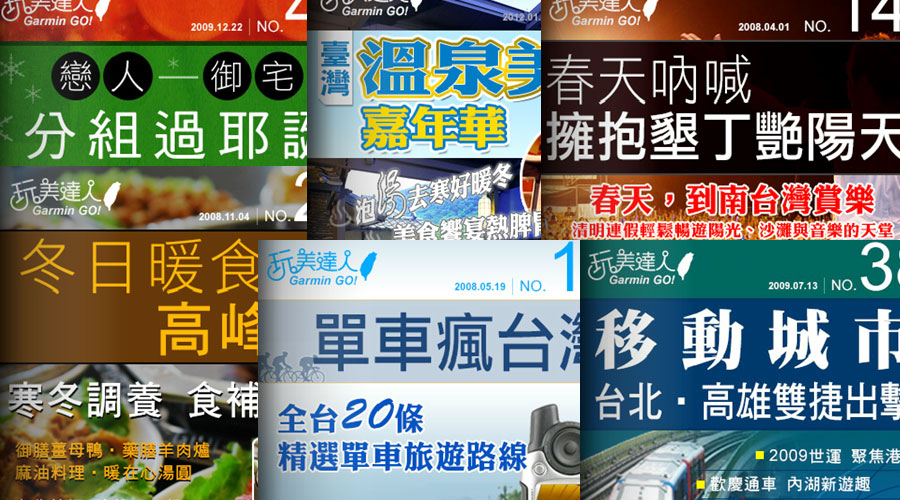 玩美達人
Garmin GO!
2009.12.22
NO.
戀人—御宅
分組過耶誕
Garmin GO!
臺灣
溫泉美
嘉年華
泡湯去寒好暖冬
美食饗宴熱脾胃
玩美達人
Garmin GO!
2008.04.01
NO. 14
春天吶喊
擁抱墾丁艷陽天
春天，到南台灣賞樂
清明連假輕鬆暢遊陽光、沙灘與音樂的天堂
玩美達人
Garmin GO!
2008.11.04
NO. 2
冬日暖食
高峰
寒冬調養 食補
御膳薑母鴨・藥膳羊肉爐
麻油料理・暖在心湯圓
玩美達人
Garmin GO!
2008.05.19
NO. 1
單車瘋台灣
全台20條
精選單車旅遊路線
玩美達人
Garmin GO!
2009.07.13
NO. 38
移動城市
台北・高雄雙捷出擊
2009世運 聚焦港
歡慶通車 內湖新遊趣